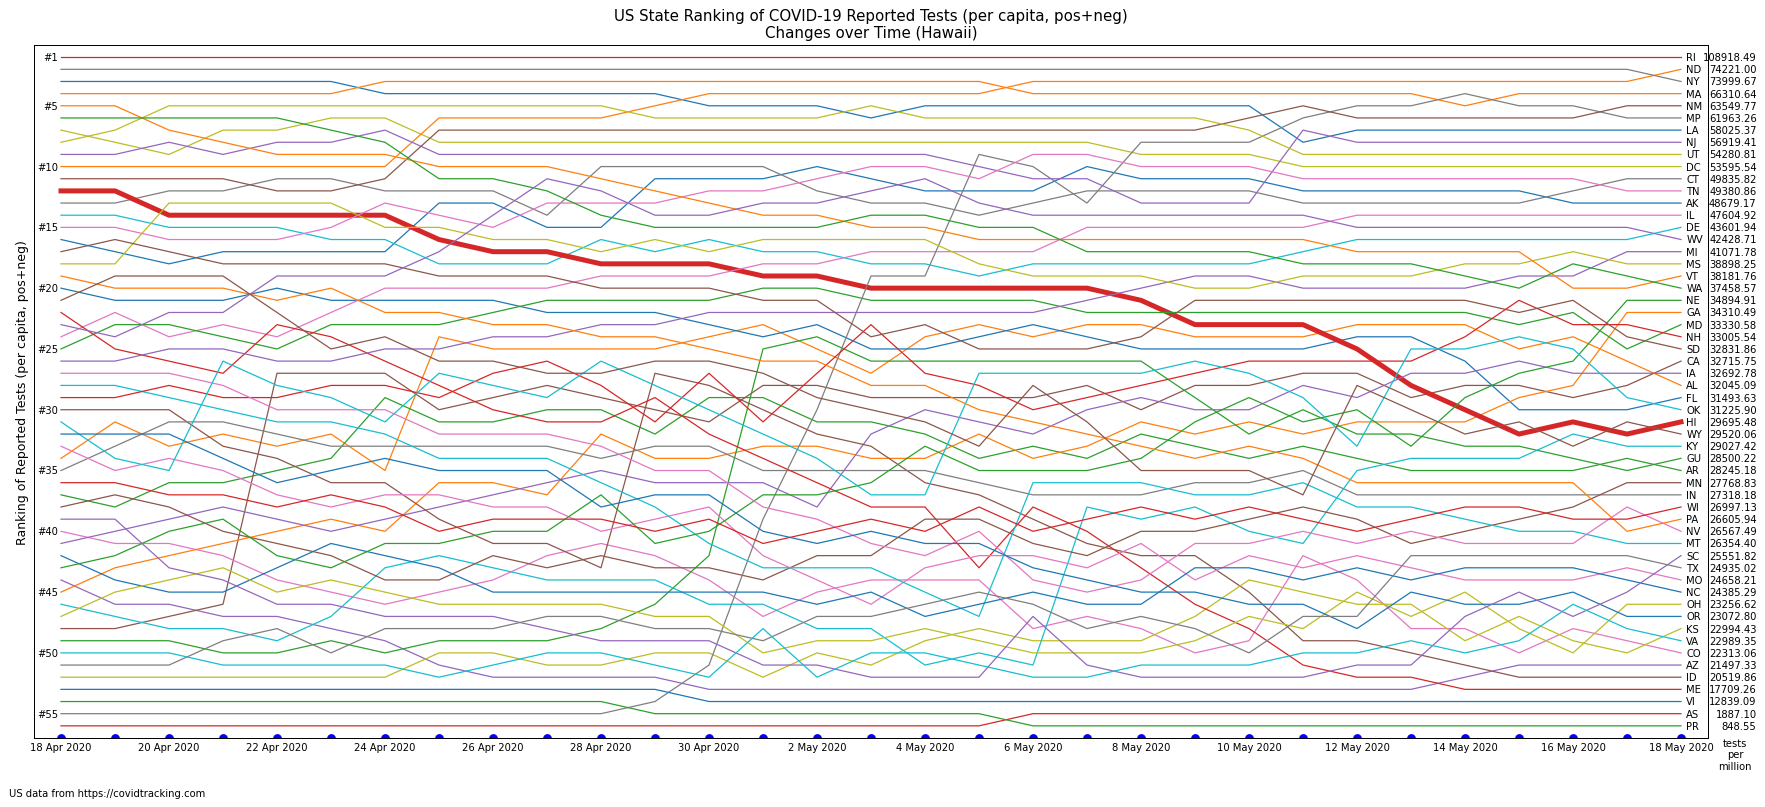 US State Ranking of COVID-19 Reported Tests (per capita, pos+neg)
Changes over Time (Hawaii)
Ranking of Reported Tests (per capita, pos+neg)
#1
#5
#10
#15
#20
#25
#30
#35
#40
#45
#50
#55
RI 108918.49
ND 74221.00
NY 73999.67
MA 66310.64
NM 63549.77
MP 61963.26
LA 58025.37
NJ 56919.41
UT 54280.81
DC 53595.54
CT 49835.82
TN 49380.86
AK 48679.17
IL 47604.92
DE 43601.94
WV 42428.71
MI 41071.78
MS 38898.25
VT 38181.76
WA 37458.57
NE 34894.91
GA 34310.49
MD 33330.58
NH 33005.54
SD 32831.86
CA 32715.75
IA 32692.78
AL 32045.09
FL 31493.63
OK 31225.90
HI 29695.48
WY 29520.06
KY 29027.42
GU 28500.22
AR 28245.18
MN 27768.83
IN 27318.18
WI 26997.13
PA 26605.94
NV 26567.49
MT 26354.40
SC 25551.82
TX 24935.02
MO 24658.21
NC 24385.29
OH 23256.62
OR 23072.80
KS 22994.43
VA 22989.35
CO 22313.06
AZ 21497.33
ID 20519.86
ME 17709.26
VI 12839.09
AS 1887.10
PR 848.55
18 Apr 2020 20 Apr 2020 22 Apr 2020 24 Apr 2020 26 Apr 2020 28 Apr 2020 30 Apr 2020 2 May 2020 4 May 2020 6 May 2020 8 May 2020 10 May 2020 12 May 2020 14 May 2020 16 May 2020 18 May 2020
tests
per
million
US data from https://covidtracking.com